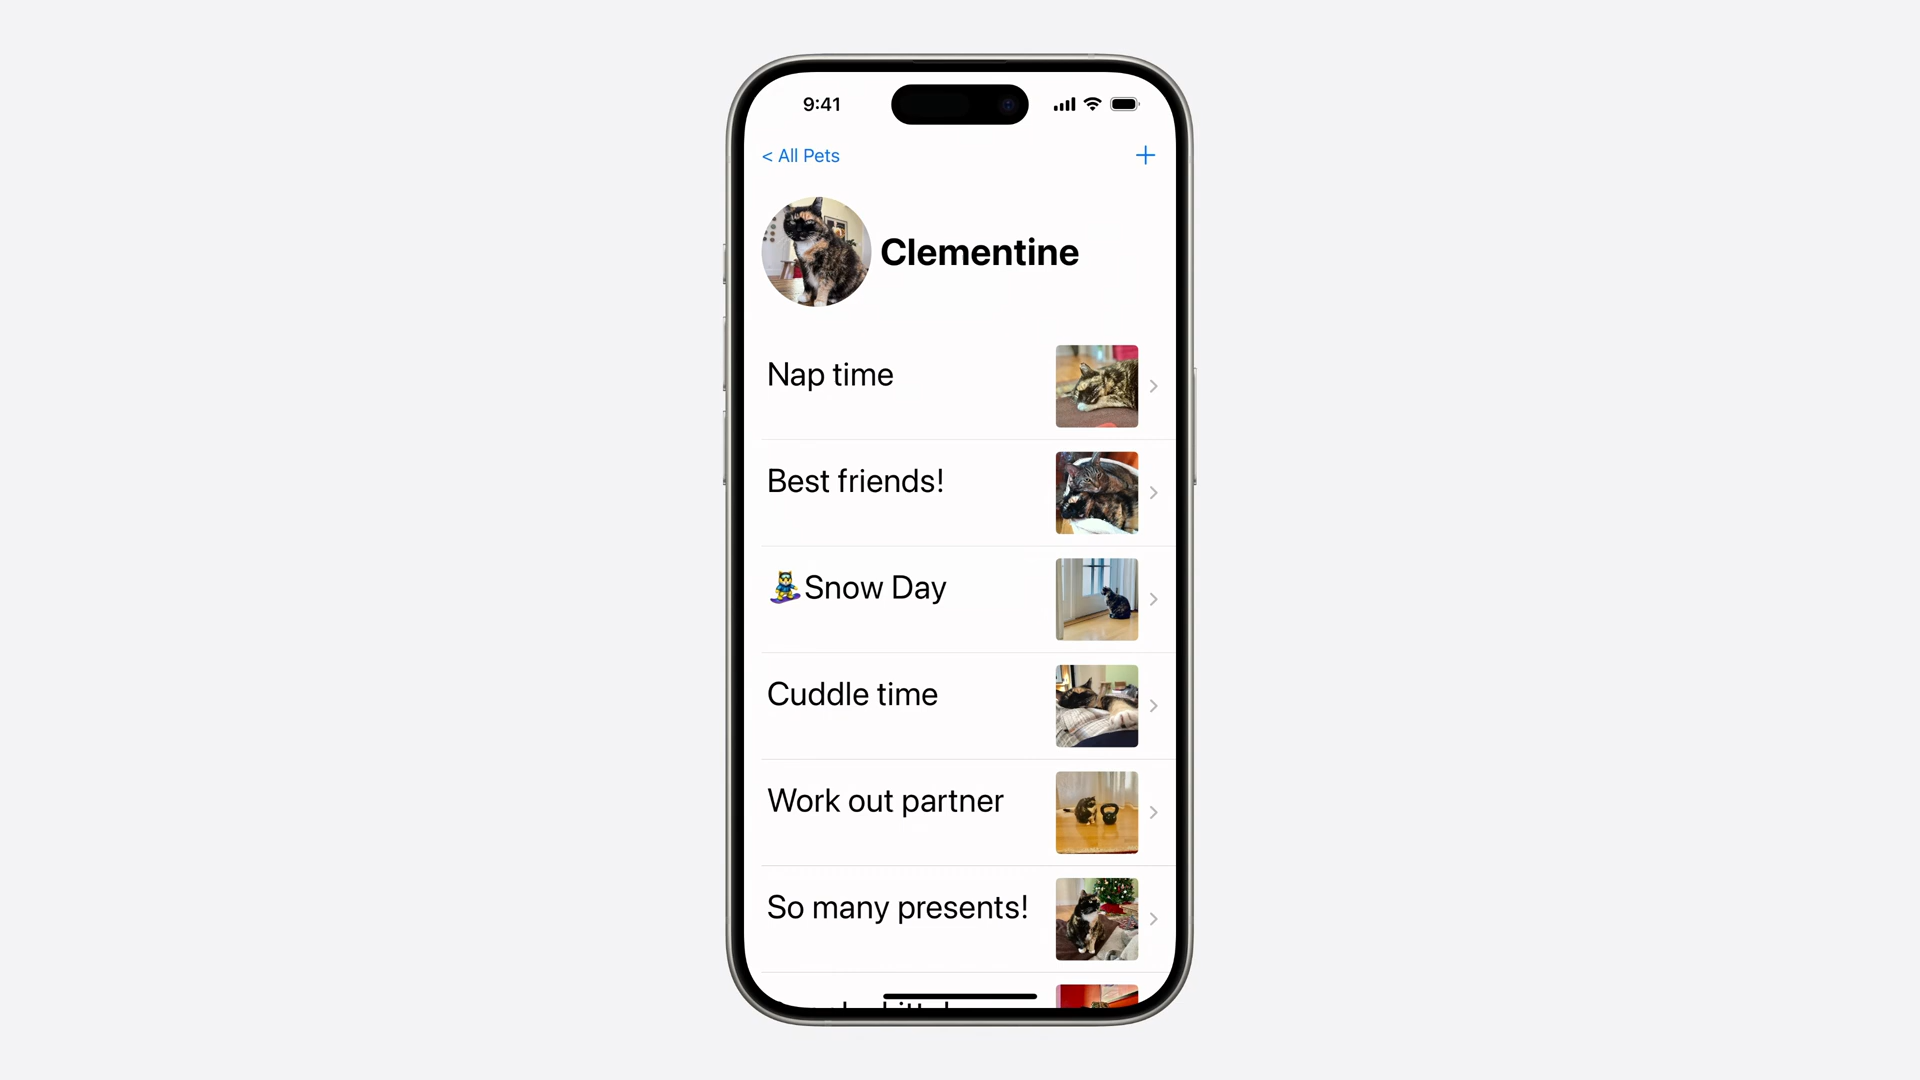 9:41
< All Pets
Clementine
Nap time
Best friends!
Snow Day
Cuddle time
Work out partner
So many presents!